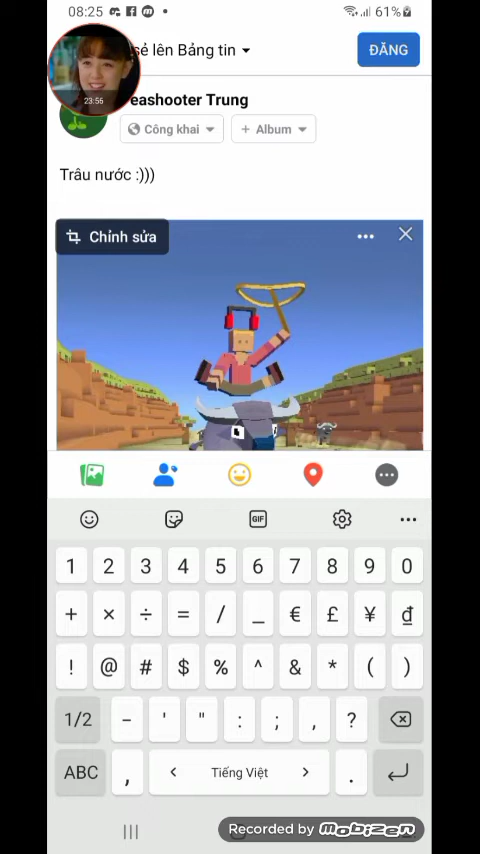 08:25 61%
sẻ lên Bảng tin ĐĂNG
23:56
eashooter Trung
Công khai + Album
Trâu nước :)))
Chỉnh sửa
GIF
1 2 3 4 5 6 7 8 9 0
+ × ÷ = / _ € £ ¥ ₫
! @ # $ % ^ & * ( )
1/2 - ' " : ; , ?
ABC , < Tiếng Việt > .
Recorded by mobizen